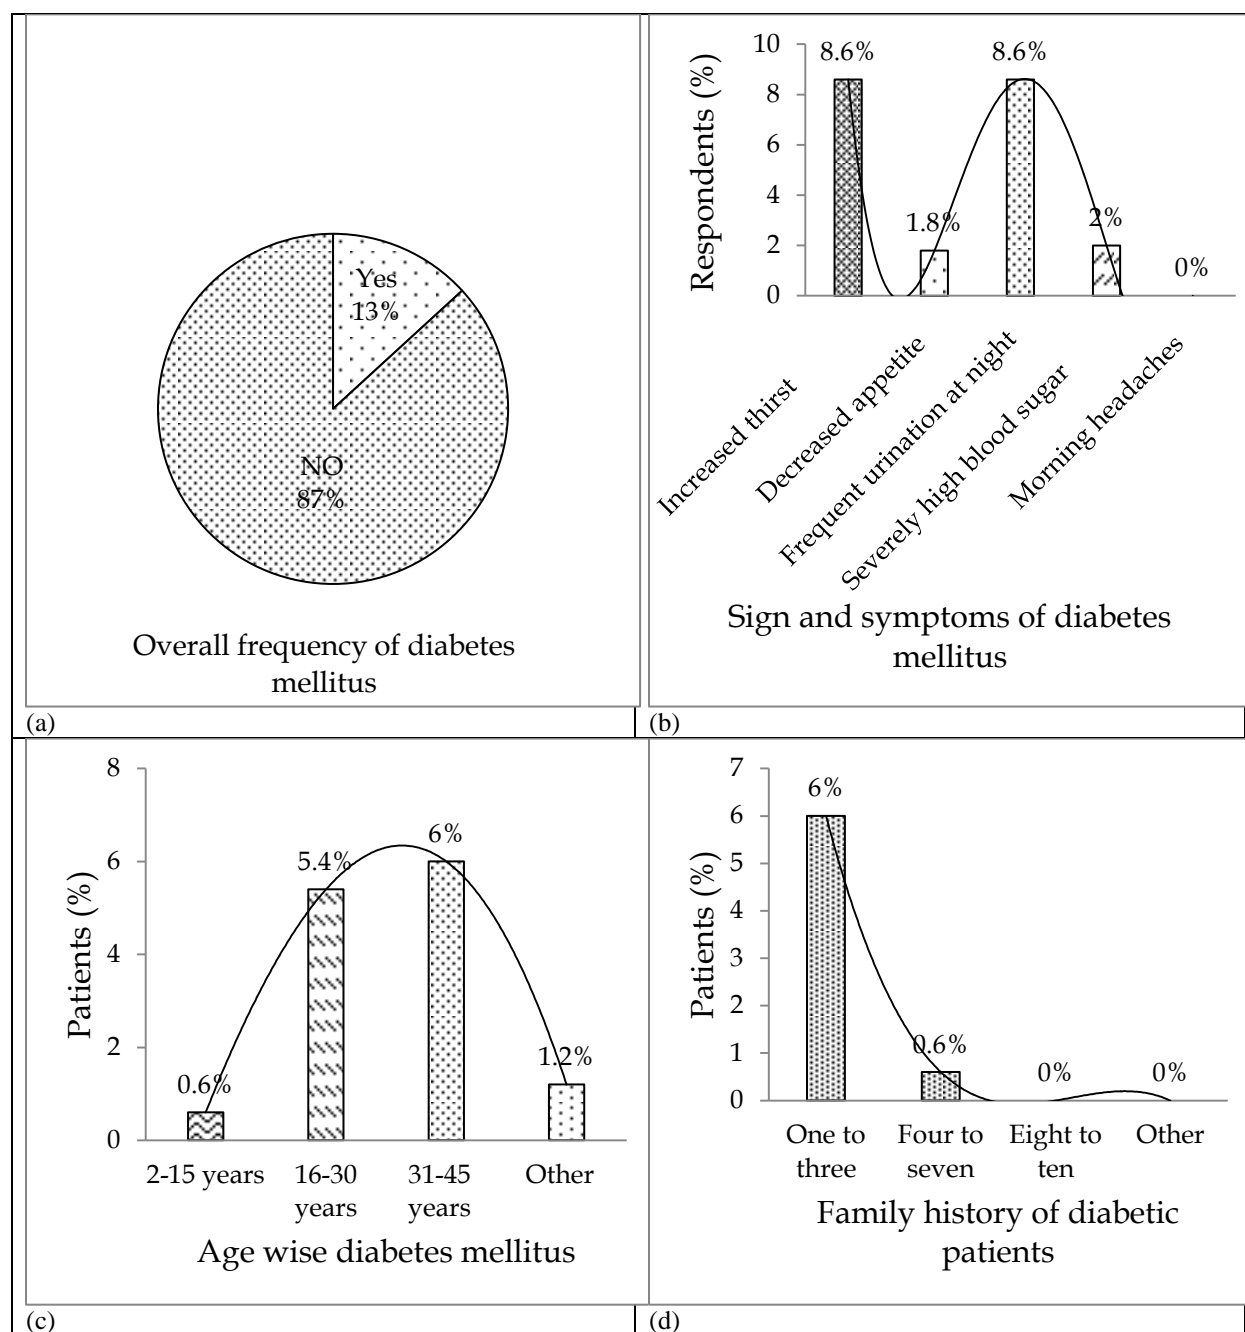 Yes
13%
NO
87%
Overall frequency of diabetes
mellitus
(a)
Respondents (%)
10
8
6
4
2
0
8.6%
1.8%
8.6%
2%
0%
Increased thirst
Decreased appetite
Frequent urination at night
Severely high blood sugar
Morning headaches
Sign and symptoms of diabetes
mellitus
(b)
Patients (%)
8
6
4
2
0
0.6%
5.4%
6%
1.2%
2-15 years
16-30
years
31-45
years
Other
Age wise diabetes mellitus
(c)
Patients (%)
7
6
5
4
3
2
1
0
6%
0.6%
0%
0%
One to
three
Four to
seven
Eight to
ten
Other
Family history of diabetic
patients
(d)